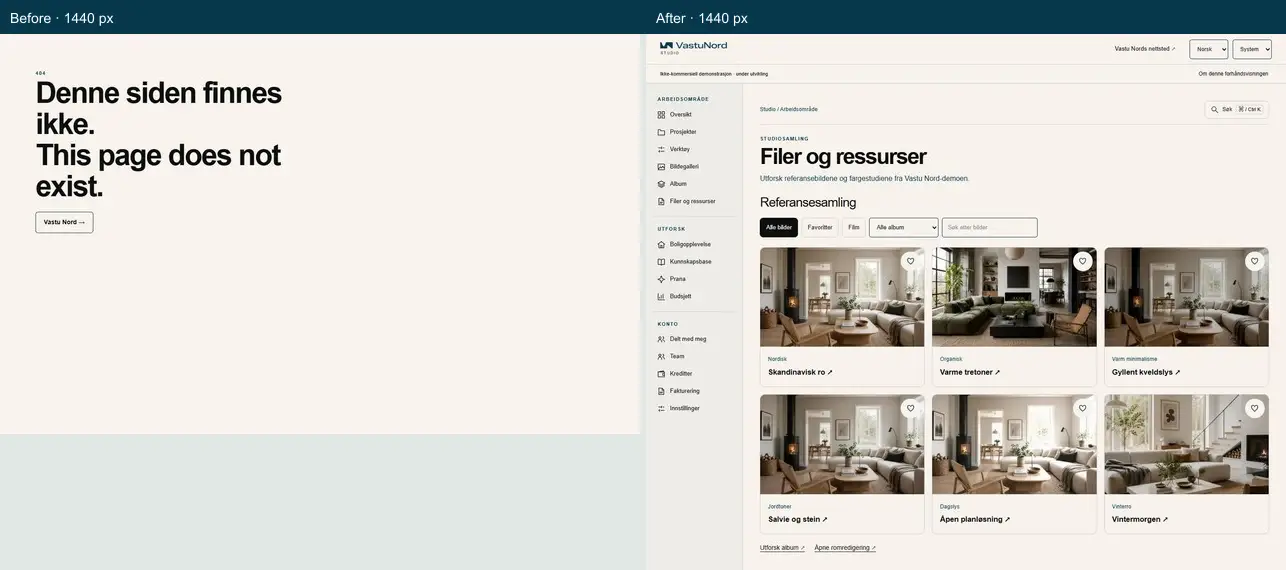 Before · 1440 px
404
Denne siden finnes
ikke.
This page does not
exist.
Vastu Nord →
After · 1440 px
VastuNord
STUDIO
Vastu Nords nettsted ↗
Norsk
System
Ikke-kommersiell demonstrasjon · under utvikling
Om denne forhåndsvisningen
ARBEIDSOMRÅDE
Oversikt
Prosjekter
Verktøy
Bildegalleri
Album
Filer og ressurser
UTFORSK
Boligopplevelse
Kunnskapsbase
Prana
Budsjett
KONTO
Delt med meg
Team
Kreditter
Fakturering
Innstillinger
Studio / Arbeidsområde
Søk ⌘ / Ctrl K
STUDIOSAMLING
Filer og ressurser
Utforsk referansebildene og fargestudiene fra Vastu Nord-demoen.
Referansesamling
Alle bilder
Favoritter
Film
Alle album
Søk etter bilder
Nordisk
Skandinavisk ro ↗
Organisk
Varme tretoner ↗
Varm minimalisme
Gyllent kveldslys ↗
Jordtoner
Salvie og stein ↗
Dagslys
Åpen planløsning ↗
Vinterro
Vintermorgen ↗
Utforsk album ↗
Åpne romredigering ↗